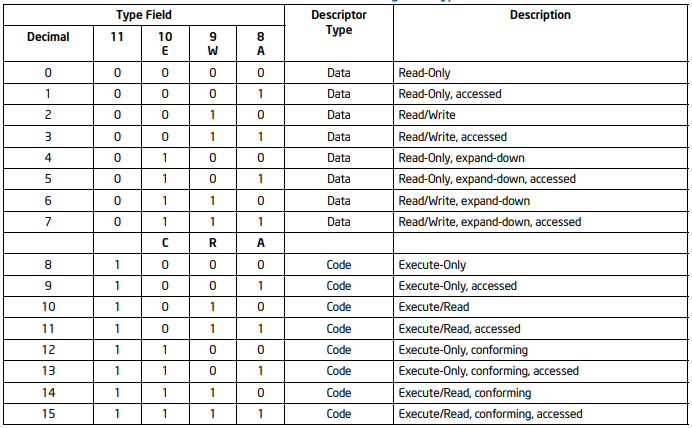 Type Field Descriptor Type Description
Decimal 11 10 E 9 W 8 A
0 0 0 0 0 Data Read-Only
1 0 0 0 1 Data Read-Only, accessed
2 0 0 1 0 Data Read/Write
3 0 0 1 1 Data Read/Write, accessed
4 0 1 0 0 Data Read-Only, expand-down
5 0 1 0 1 Data Read-Only, expand-down, accessed
6 0 1 1 0 Data Read/Write, expand-down
7 0 1 1 1 Data Read/Write, expand-down, accessed
C R A
8 1 0 0 0 Code Execute-Only
9 1 0 0 1 Code Execute-Only, accessed
10 1 0 1 0 Code Execute/Read
11 1 0 1 1 Code Execute/Read, accessed
12 1 1 0 0 Code Execute-Only, conforming
13 1 1 0 1 Code Execute-Only, conforming, accessed
14 1 1 1 0 Code Execute/Read, conforming
15 1 1 1 1 Code Execute/Read, conforming, accessed